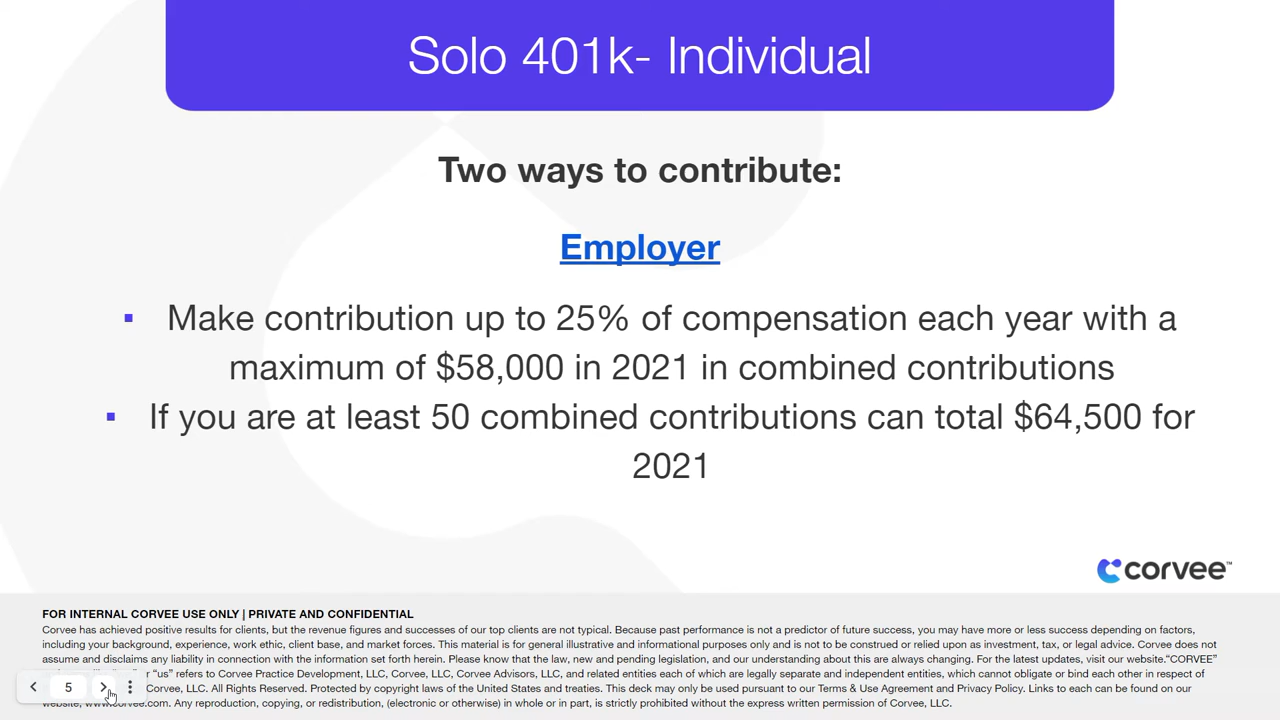 Solo 401k- Individual
Two ways to contribute:
Employer
▪ Make contribution up to 25% of compensation each year with a
maximum of $58,000 in 2021 in combined contributions
▪ If you are at least 50 combined contributions can total $64,500 for
2021
corvee™
FOR INTERNAL CORVEE USE ONLY | PRIVATE AND CONFIDENTIAL
Corvee has achieved positive results for clients, but the revenue figures and successes of our top clients are not typical. Because past performance is not a predictor of future success, you may have more or less success depending on factors,
including your background, experience, work ethic, client base, and market forces. This material is for general illustrative and informational purposes only and is not to be construed or relied upon as investment, tax, or legal advice. Corvee does not
assume and disclaims any liability in connection with the information set forth herein. Please know that the law, new and pending legislation, and our understanding about this are always changing. For the latest updates, visit our website.“CORVEE”
“us” refers to Corvee Practice Development, LLC, Corvee, LLC, Corvee Advisors, LLC, and related entities each of which are legally separate and independent entities, which cannot obligate or bind each other in respect of
5
Corvee, LLC. All Rights Reserved. Protected by copyright laws of the United States and treaties. This deck may only be used pursuant to our Terms & Use Agreement and Privacy Policy. Links to each can be found on our
website, www.corvee.com. Any reproduction, copying, or redistribution, (electronic or otherwise) in whole or in part, is strictly prohibited without the express written permission of Corvee, LLC.